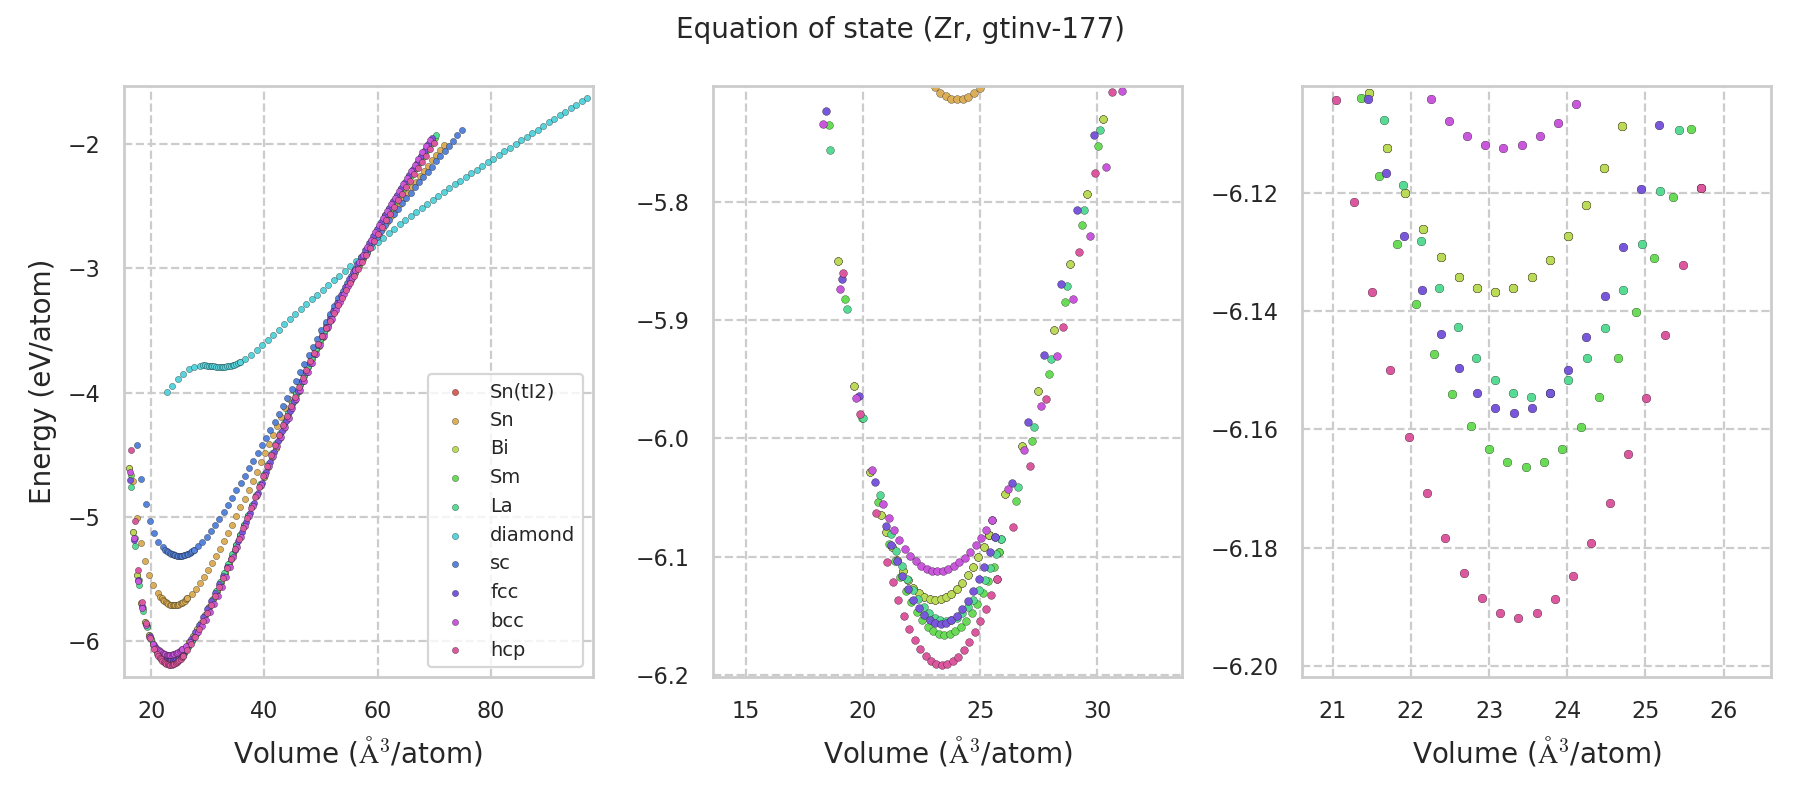 Equation of state (Zr, gtinv-177)
Energy (eV/atom)
−2
−3
−4
−5
−6
20 40 60 80
Volume (Å³/atom)
Sn(tI2)
Sn
Bi
Sm
La
diamond
sc
fcc
bcc
hcp
−5.8
−5.9
−6.0
−6.1
−6.2
15 20 25 30
Volume (Å³/atom)
−6.12
−6.14
−6.16
−6.18
−6.20
21 22 23 24 25 26
Volume (Å³/atom)